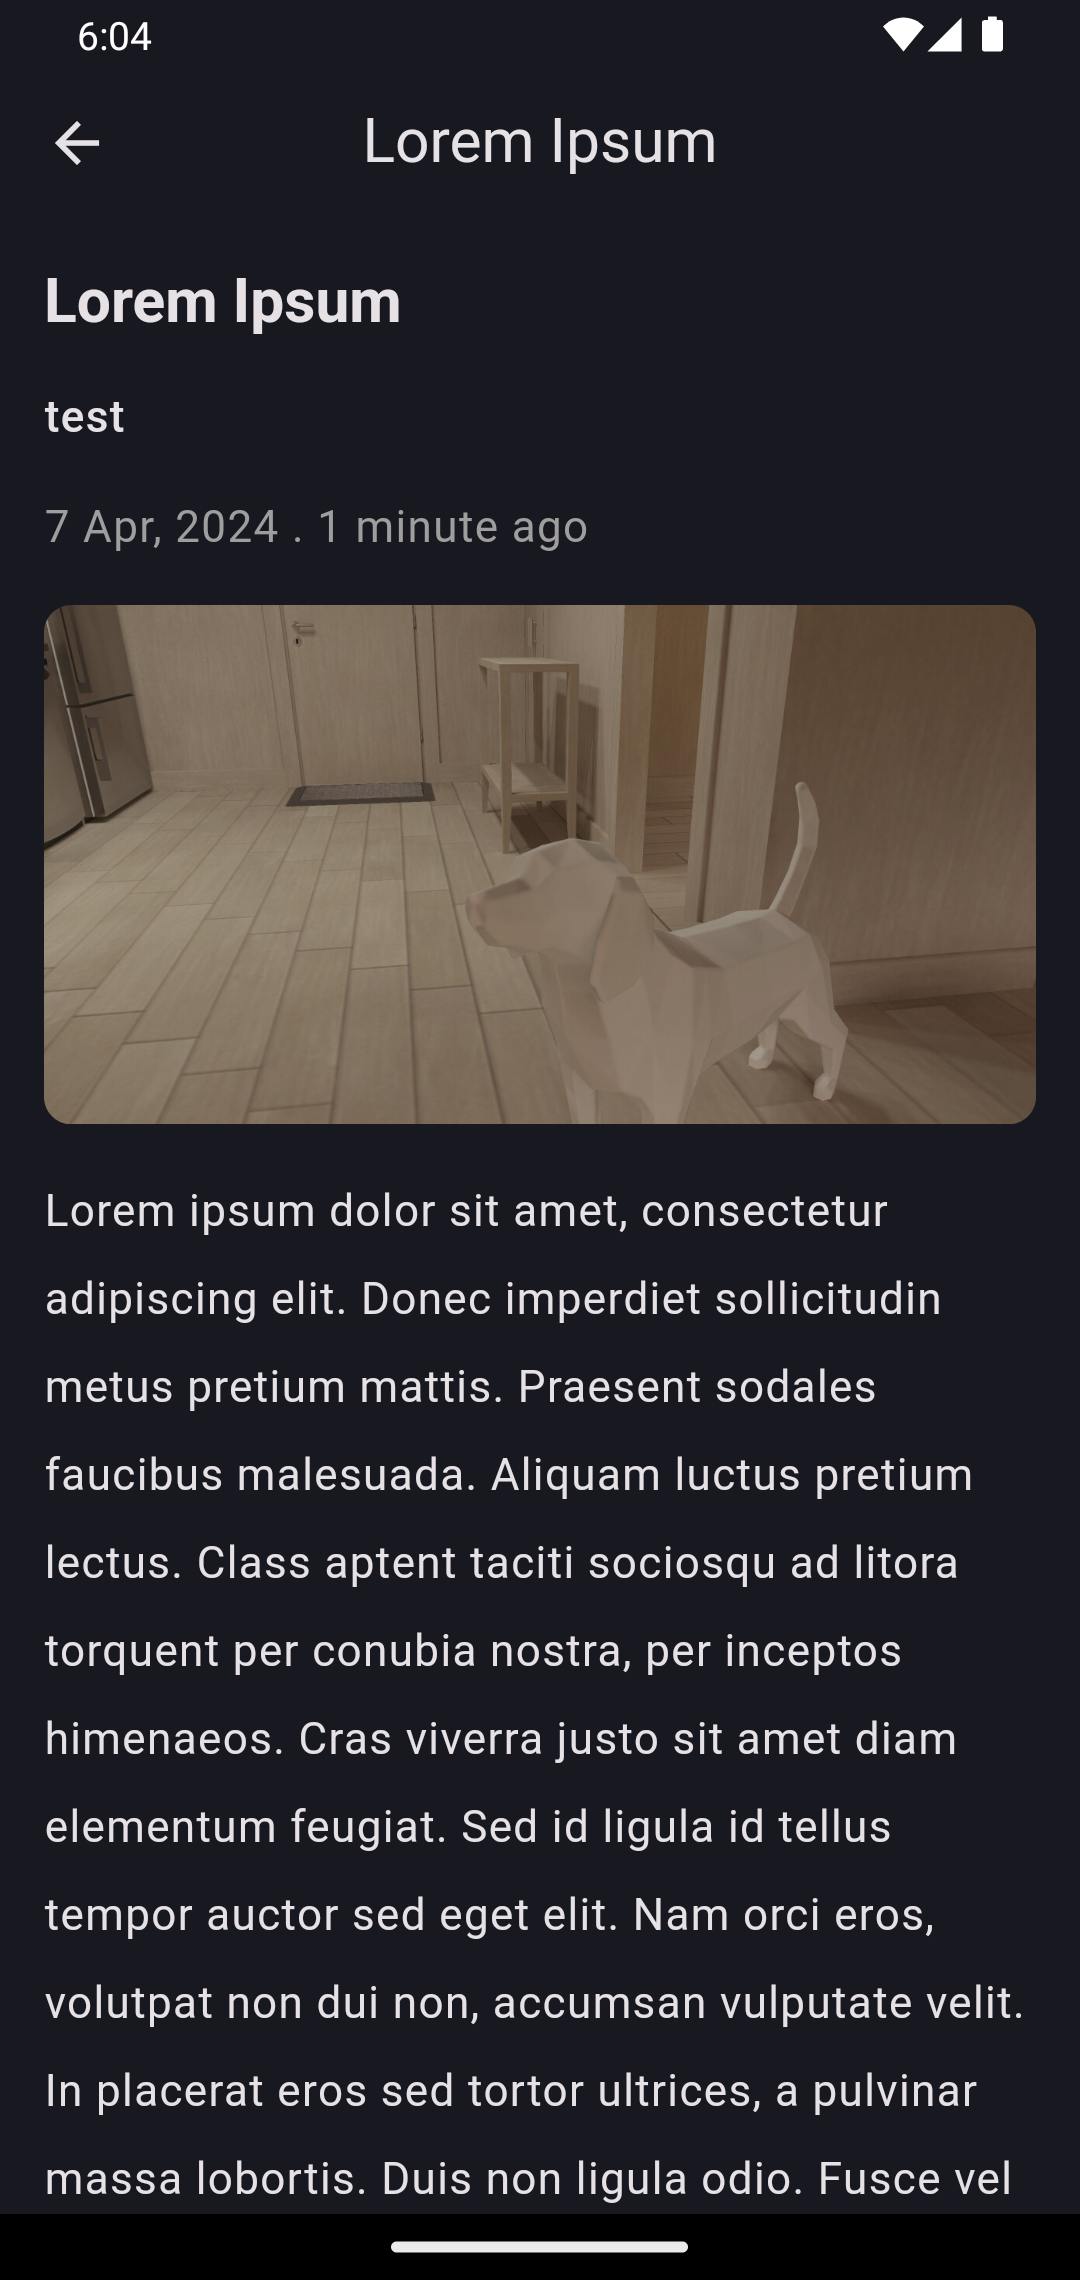 6:04
Lorem Ipsum
Lorem Ipsum
test
7 Apr, 2024 . 1 minute ago
Lorem ipsum dolor sit amet, consectetur
adipiscing elit. Donec imperdiet sollicitudin
metus pretium mattis. Praesent sodales
faucibus malesuada. Aliquam luctus pretium
lectus. Class aptent taciti sociosqu ad litora
torquent per conubia nostra, per inceptos
himenaeos. Cras viverra justo sit amet diam
elementum feugiat. Sed id ligula id tellus
tempor auctor sed eget elit. Nam orci eros,
volutpat non dui non, accumsan vulputate velit.
In placerat eros sed tortor ultrices, a pulvinar
massa lobortis. Duis non ligula odio. Fusce vel